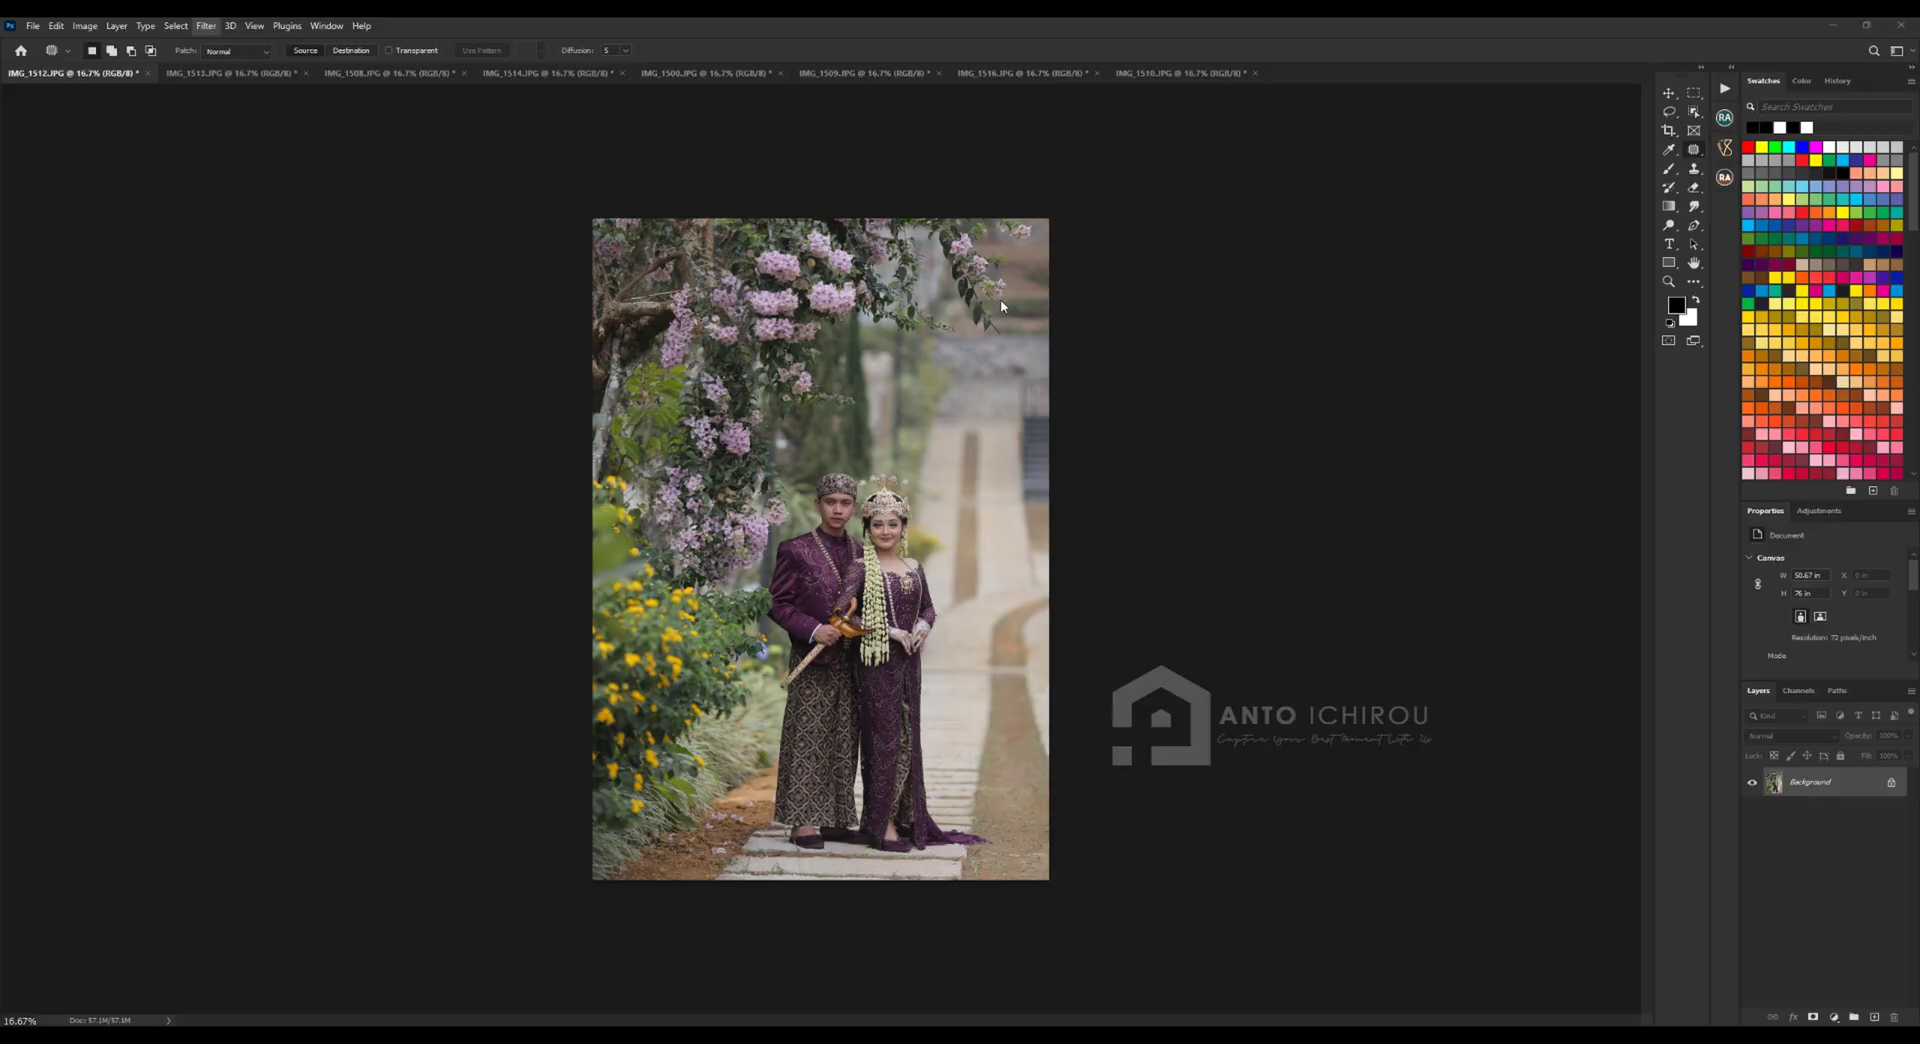 Ps File Edit Image Layer Type Select Filter 3D View Plugins Window Help
Patch: Normal Source Destination Transparent Use Pattern Diffusion: 5
IMG_1512.JPG @ 16.7% (RGB/8) * IMG_1513.JPG @ 16.7% (RGB/8) * IMG_1508.JPG @ 16.7% (RGB/8) * IMG_1514.JPG @ 16.7% (RGB/8) * IMG_1500.JPG @ 16.7% (RGB/8) * IMG_1509.JPG @ 16.7% (RGB/8) * IMG_1516.JPG @ 16.7% (RGB/8) * IMG_1510.JPG @ 16.7% (RGB/8) *
Swatches Color History
Search Swatches
RA
RA
Properties Adjustments
Document
Canvas
W 50.67 in X 0 in
H 76 in Y 0 in
Resolution: 72 pixels/inch
Mode
Layers Channels Paths
Kind
Normal Opacity: 100%
Lock: Fill: 100%
Background
fx
ANTO ICHIROU
Capture Your Best Moment With Us
16.67% Doc: 57.1M/57.1M